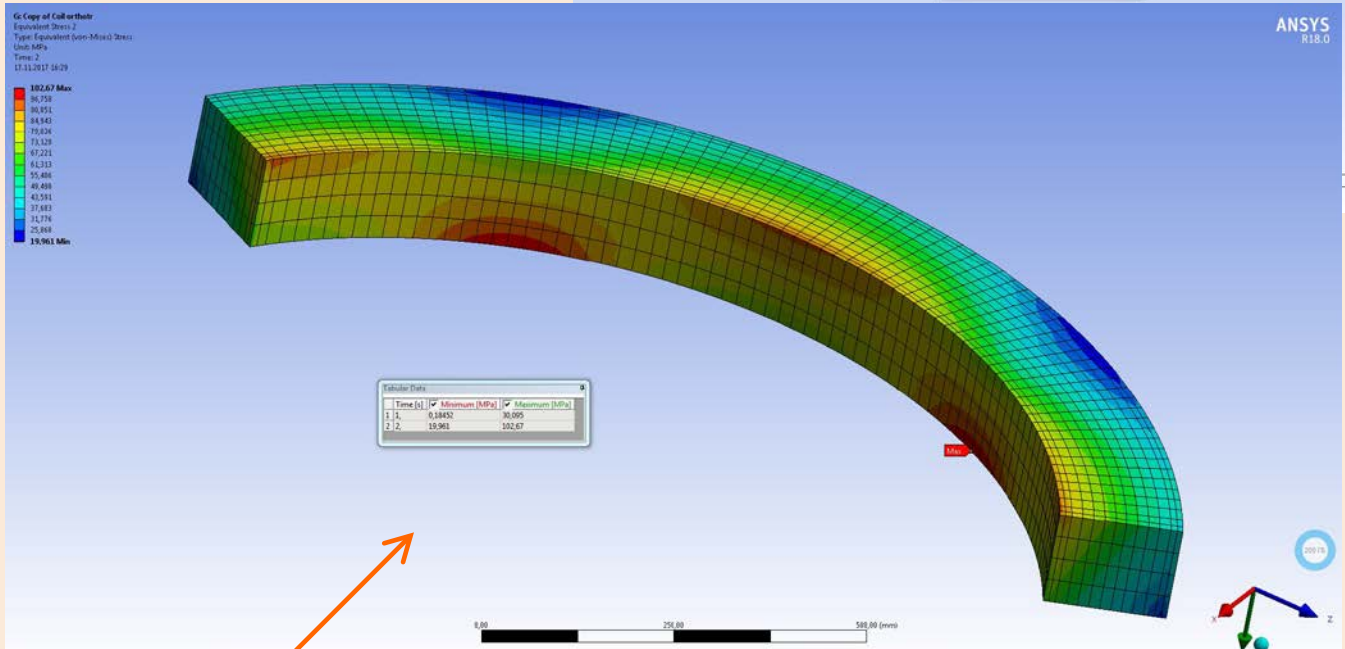 G: Copy of Coil orthotr
Equivalent Stress 2
Type: Equivalent (von-Mises) Stress
Unit: MPa
Time: 2
17.11.2017 16:29
102,67 Max
96,758
90,851
84,943
79,036
73,128
67,221
61,313
55,406
49,498
43,591
37,683
31,776
25,868
19,961 Min
ANSYS
R18.0
Tabular Data
Time [s] Minimum [MPa] Maximum [MPa]
1 1, 0,18452 30,095
2 2, 19,961 102,67
Max
0,00 250,00 500,00 (mm)
X Z